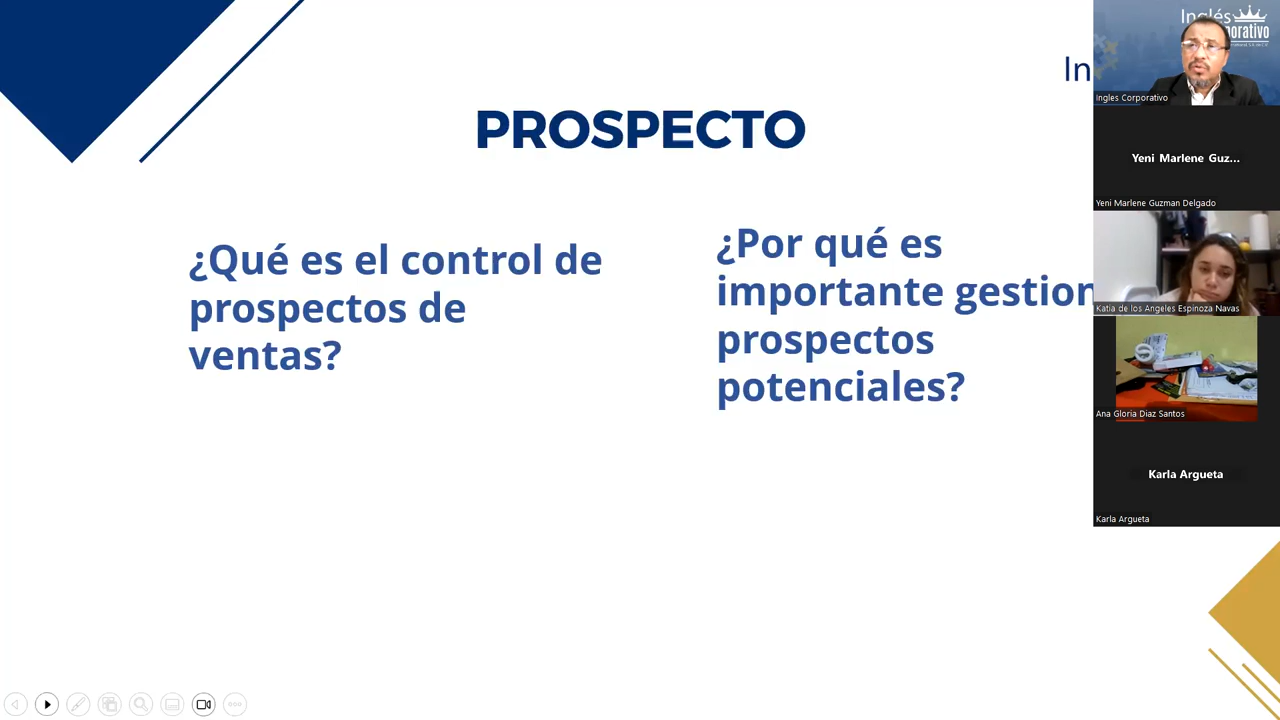 PROSPECTO
¿Qué es el control de
prospectos de
ventas?
¿Por qué es
importante gestion
prospectos
potenciales?
In
Inglés
Ingles Corporativo
Yeni Marlene Guz...
Yeni Marlene Guzman Delgado
Katia de los Angeles Espinoza Navas
Ana Gloria Diaz Santos
Karla Argueta
Karla Argueta